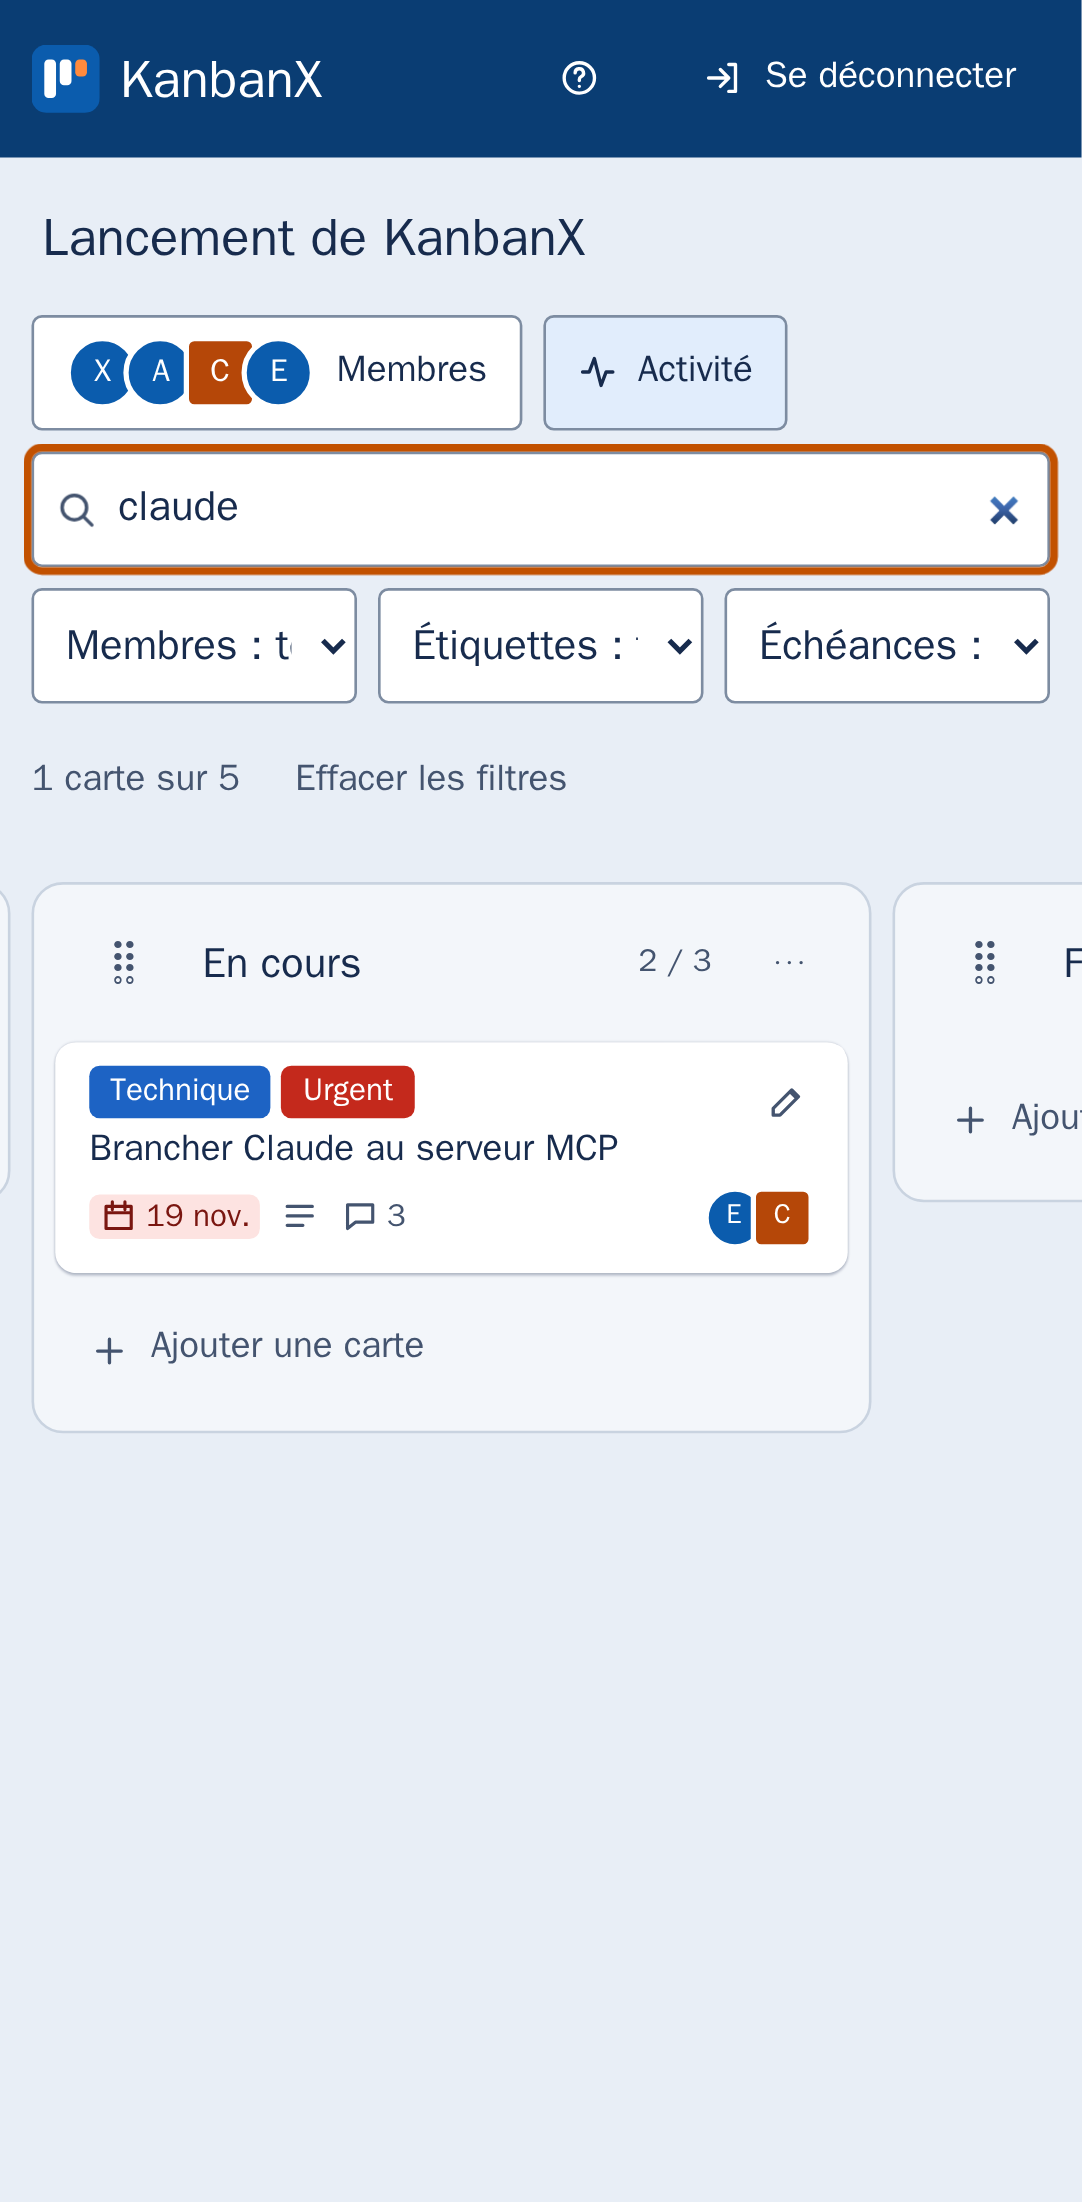 KanbanX
Se déconnecter
Lancement de KanbanX
X A C E Membres
Activité
claude
Membres : t
Étiquettes :
Échéances :
1 carte sur 5
Effacer les filtres
En cours
2 / 3
...
F
Technique
Urgent
Brancher Claude au serveur MCP
19 nov.
3
E C
+ Ajouter une carte
+ Ajou